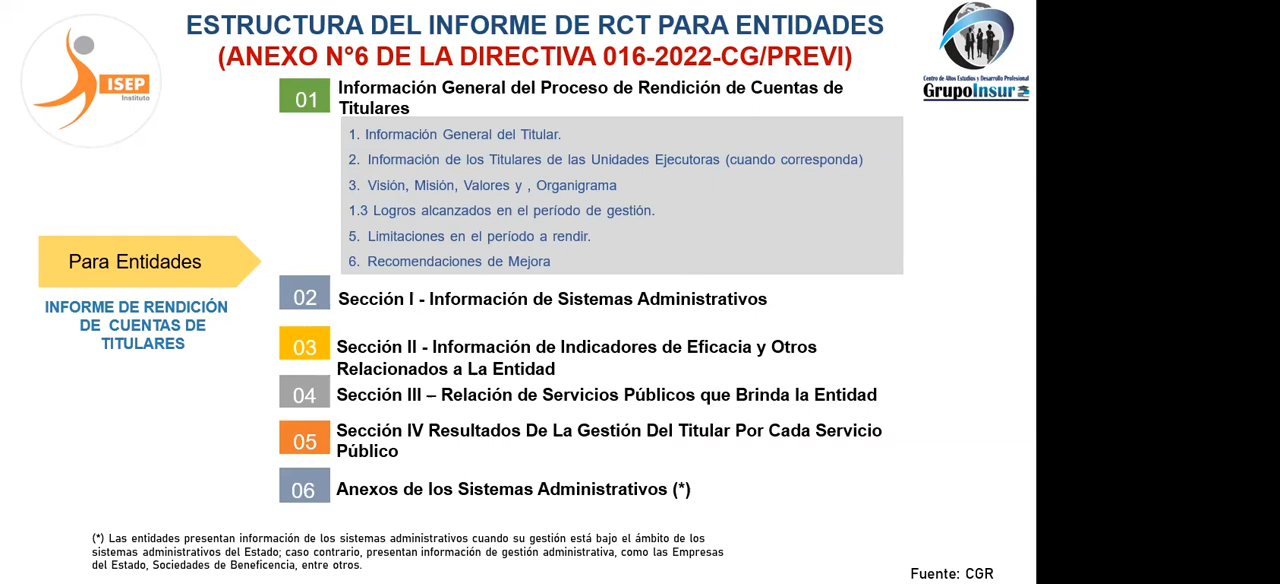 ESTRUCTURA DEL INFORME DE RCT PARA ENTIDADES
(ANEXO N°6 DE LA DIRECTIVA 016-2022-CG/PREVI)
ISEP
Instituto
Centro de Altos Estudios y Desarrollo Profesional
GrupoInsur
01
Información General del Proceso de Rendición de Cuentas de
Titulares
1. Información General del Titular.
2. Información de los Titulares de las Unidades Ejecutoras (cuando corresponda)
3. Visión, Misión, Valores y , Organigrama
1.3 Logros alcanzados en el período de gestión.
5. Limitaciones en el período a rendir.
6. Recomendaciones de Mejora
Para Entidades
INFORME DE RENDICIÓN
DE CUENTAS DE
TITULARES
02
Sección I - Información de Sistemas Administrativos
03
Sección II - Información de Indicadores de Eficacia y Otros
Relacionados a La Entidad
04
Sección III – Relación de Servicios Públicos que Brinda la Entidad
05
Sección IV Resultados De La Gestión Del Titular Por Cada Servicio
Público
06
Anexos de los Sistemas Administrativos (*)
(*) Las entidades presentan información de los sistemas administrativos cuando su gestión está bajo el ámbito de los
sistemas administrativos del Estado; caso contrario, presentan información de gestión administrativa, como las Empresas
del Estado, Sociedades de Beneficencia, entre otros.
Fuente: CGR